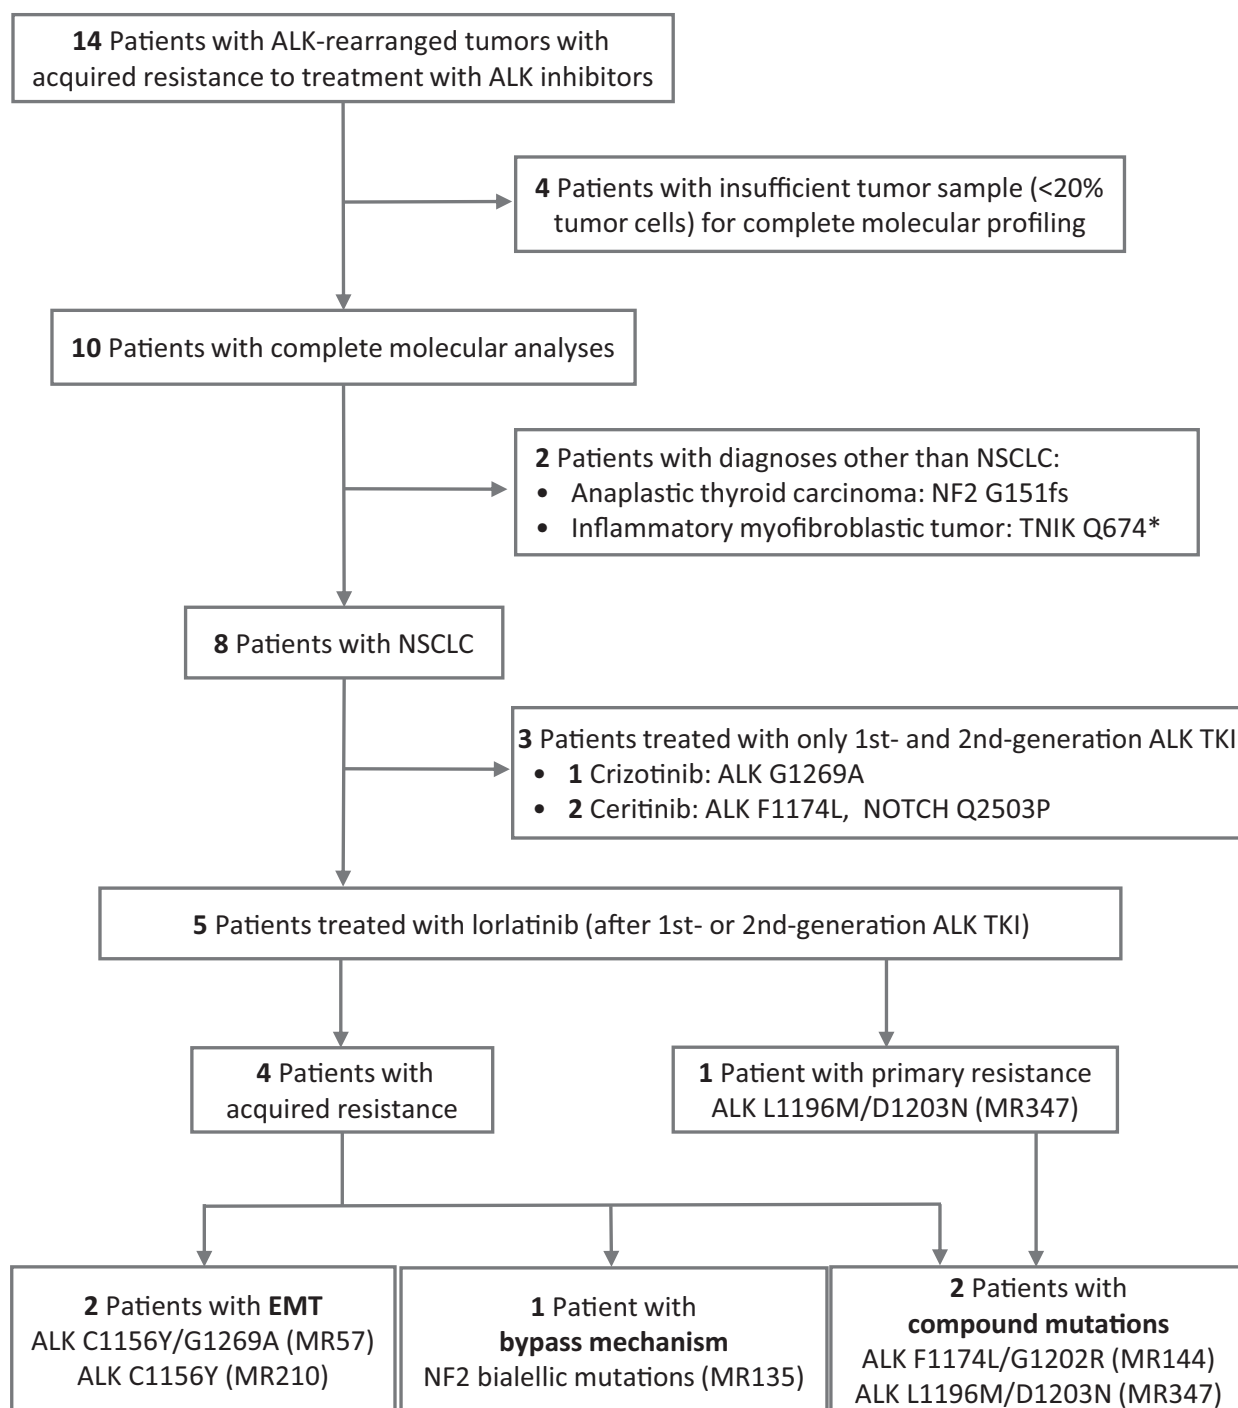 14 Patients with ALK-rearranged tumors with
acquired resistance to treatment with ALK inhibitors
4 Patients with insufficient tumor sample (<20%
tumor cells) for complete molecular profiling
10 Patients with complete molecular analyses
2 Patients with diagnoses other than NSCLC:
• Anaplastic thyroid carcinoma: NF2 G151fs
• Inflammatory myofibroblastic tumor: TNIK Q674*
8 Patients with NSCLC
3 Patients treated with only 1st- and 2nd-generation ALK TKI
• 1 Crizotinib: ALK G1269A
• 2 Ceritinib: ALK F1174L, NOTCH Q2503P
5 Patients treated with lorlatinib (after 1st- or 2nd-generation ALK TKI)
4 Patients with
acquired resistance
1 Patient with primary resistance
ALK L1196M/D1203N (MR347)
2 Patients with EMT
ALK C1156Y/G1269A (MR57)
ALK C1156Y (MR210)
1 Patient with
bypass mechanism
NF2 bialellic mutations (MR135)
2 Patients with
compound mutations
ALK F1174L/G1202R (MR144)
ALK L1196M/D1203N (MR347)